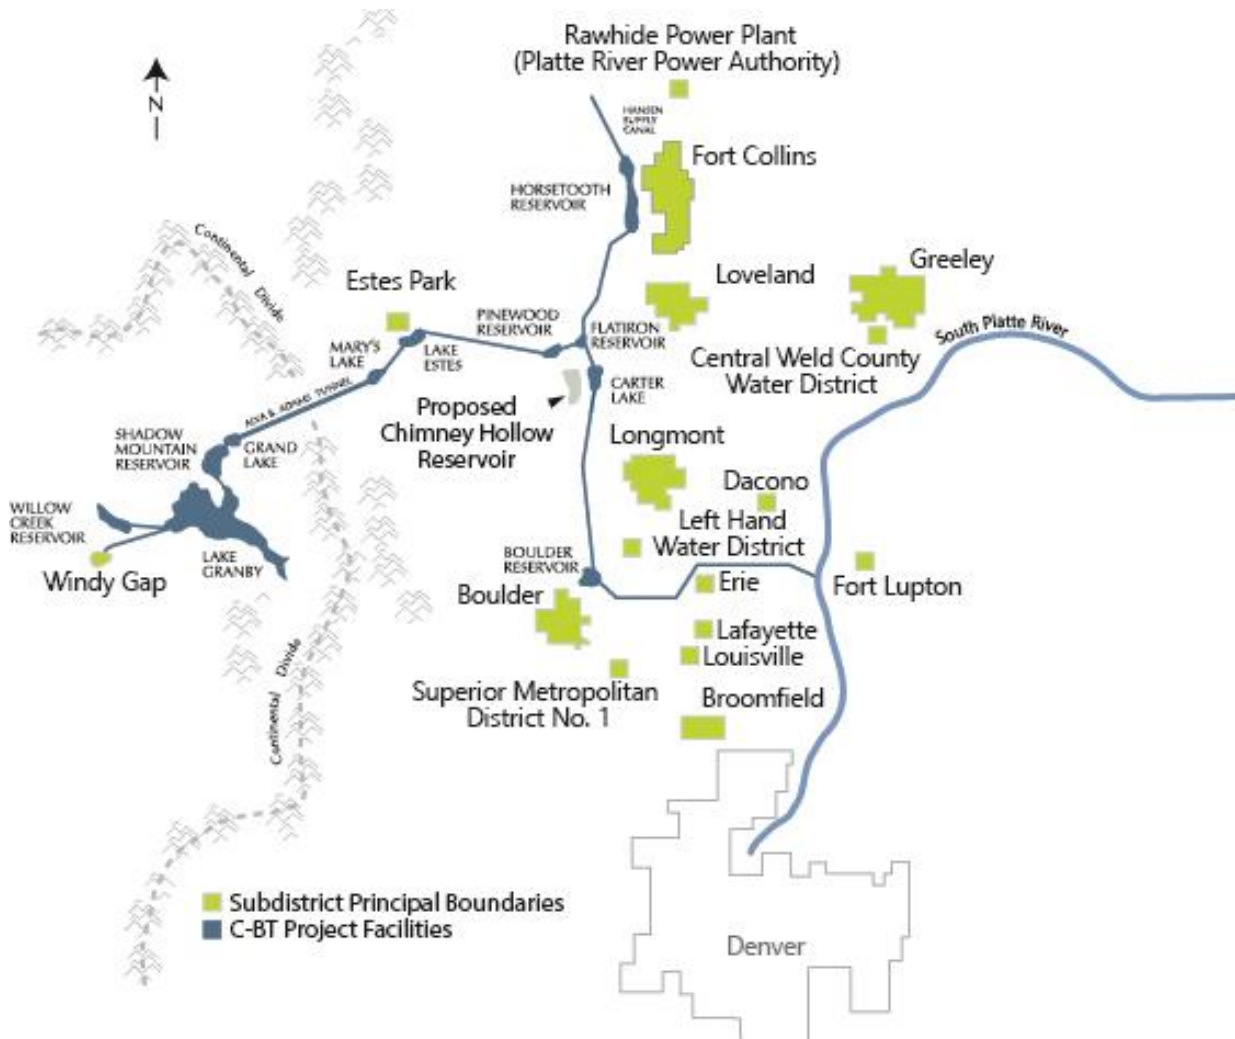 Rawhide Power Plant
(Platte River Power Authority)
N
HANSEN
SUPPLY
CANAL
Fort Collins
HORSETOOTH
RESERVOIR
Continental Divide
Estes Park
Loveland
Greeley
PINEWOOD
RESERVOIR
FLATIRON
RESERVOIR
South Platte River
MARY'S
LAKE
LAKE
ESTES
Central Weld County
Water District
ALVA B. ADAMS TUNNEL
CARTER
LAKE
Proposed
Chimney Hollow
Reservoir
SHADOW
MOUNTAIN
RESERVOIR
GRAND
LAKE
Longmont
Dacono
WILLOW
CREEK
RESERVOIR
Left Hand
Water District
LAKE
GRANBY
Windy Gap
BOULDER
RESERVOIR
Boulder
Erie
Fort Lupton
Lafayette
Louisville
Continental Divide
Superior Metropolitan
District No. 1
Broomfield
Subdistrict Principal Boundaries
C-BT Project Facilities
Denver